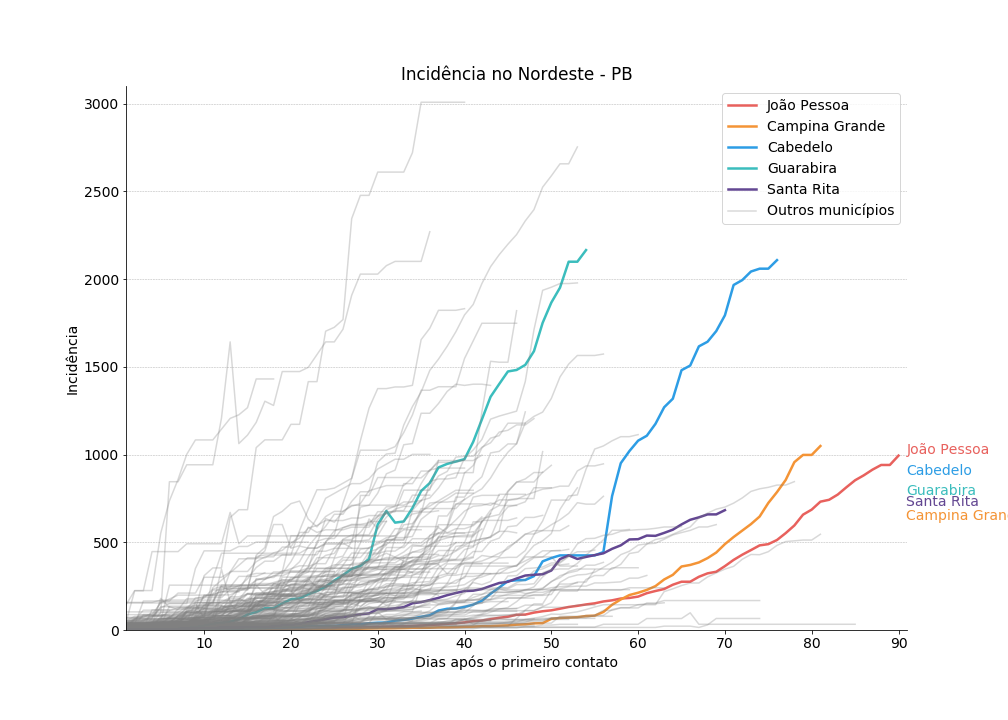 Incidência no Nordeste - PB
3000
2500
2000
1500
1000
500
0
Incidência
João Pessoa
Campina Grande
Cabedelo
Guarabira
Santa Rita
Outros municípios
João Pessoa
Cabedelo
Guarabira
Santa Rita
Campina Gran
10 20 30 40 50 60 70 80 90
Dias após o primeiro contato